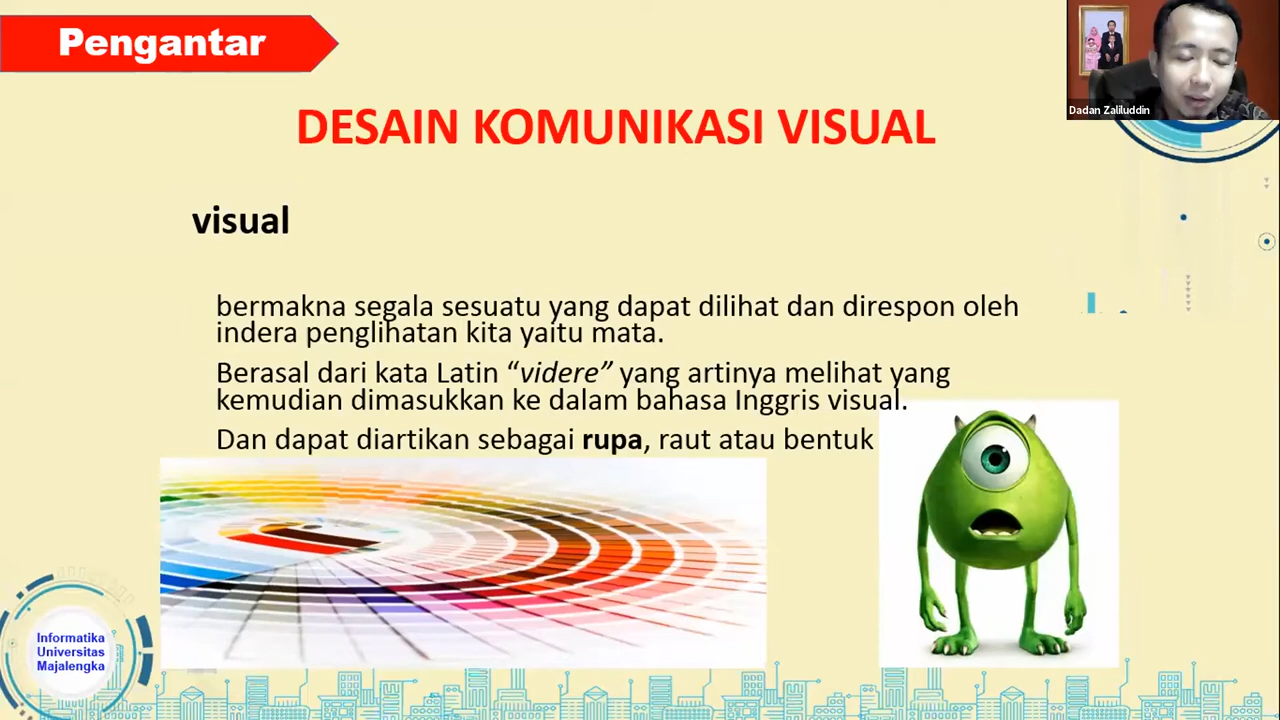 Pengantar
Dadan Zaliluddin
DESAIN KOMUNIKASI VISUAL
visual
bermakna segala sesuatu yang dapat dilihat dan direspon oleh
indera penglihatan kita yaitu mata.
Berasal dari kata Latin “videre” yang artinya melihat yang
kemudian dimasukkan ke dalam bahasa Inggris visual.
Dan dapat diartikan sebagai rupa, raut atau bentuk
Informatika
Universitas
Majalengka